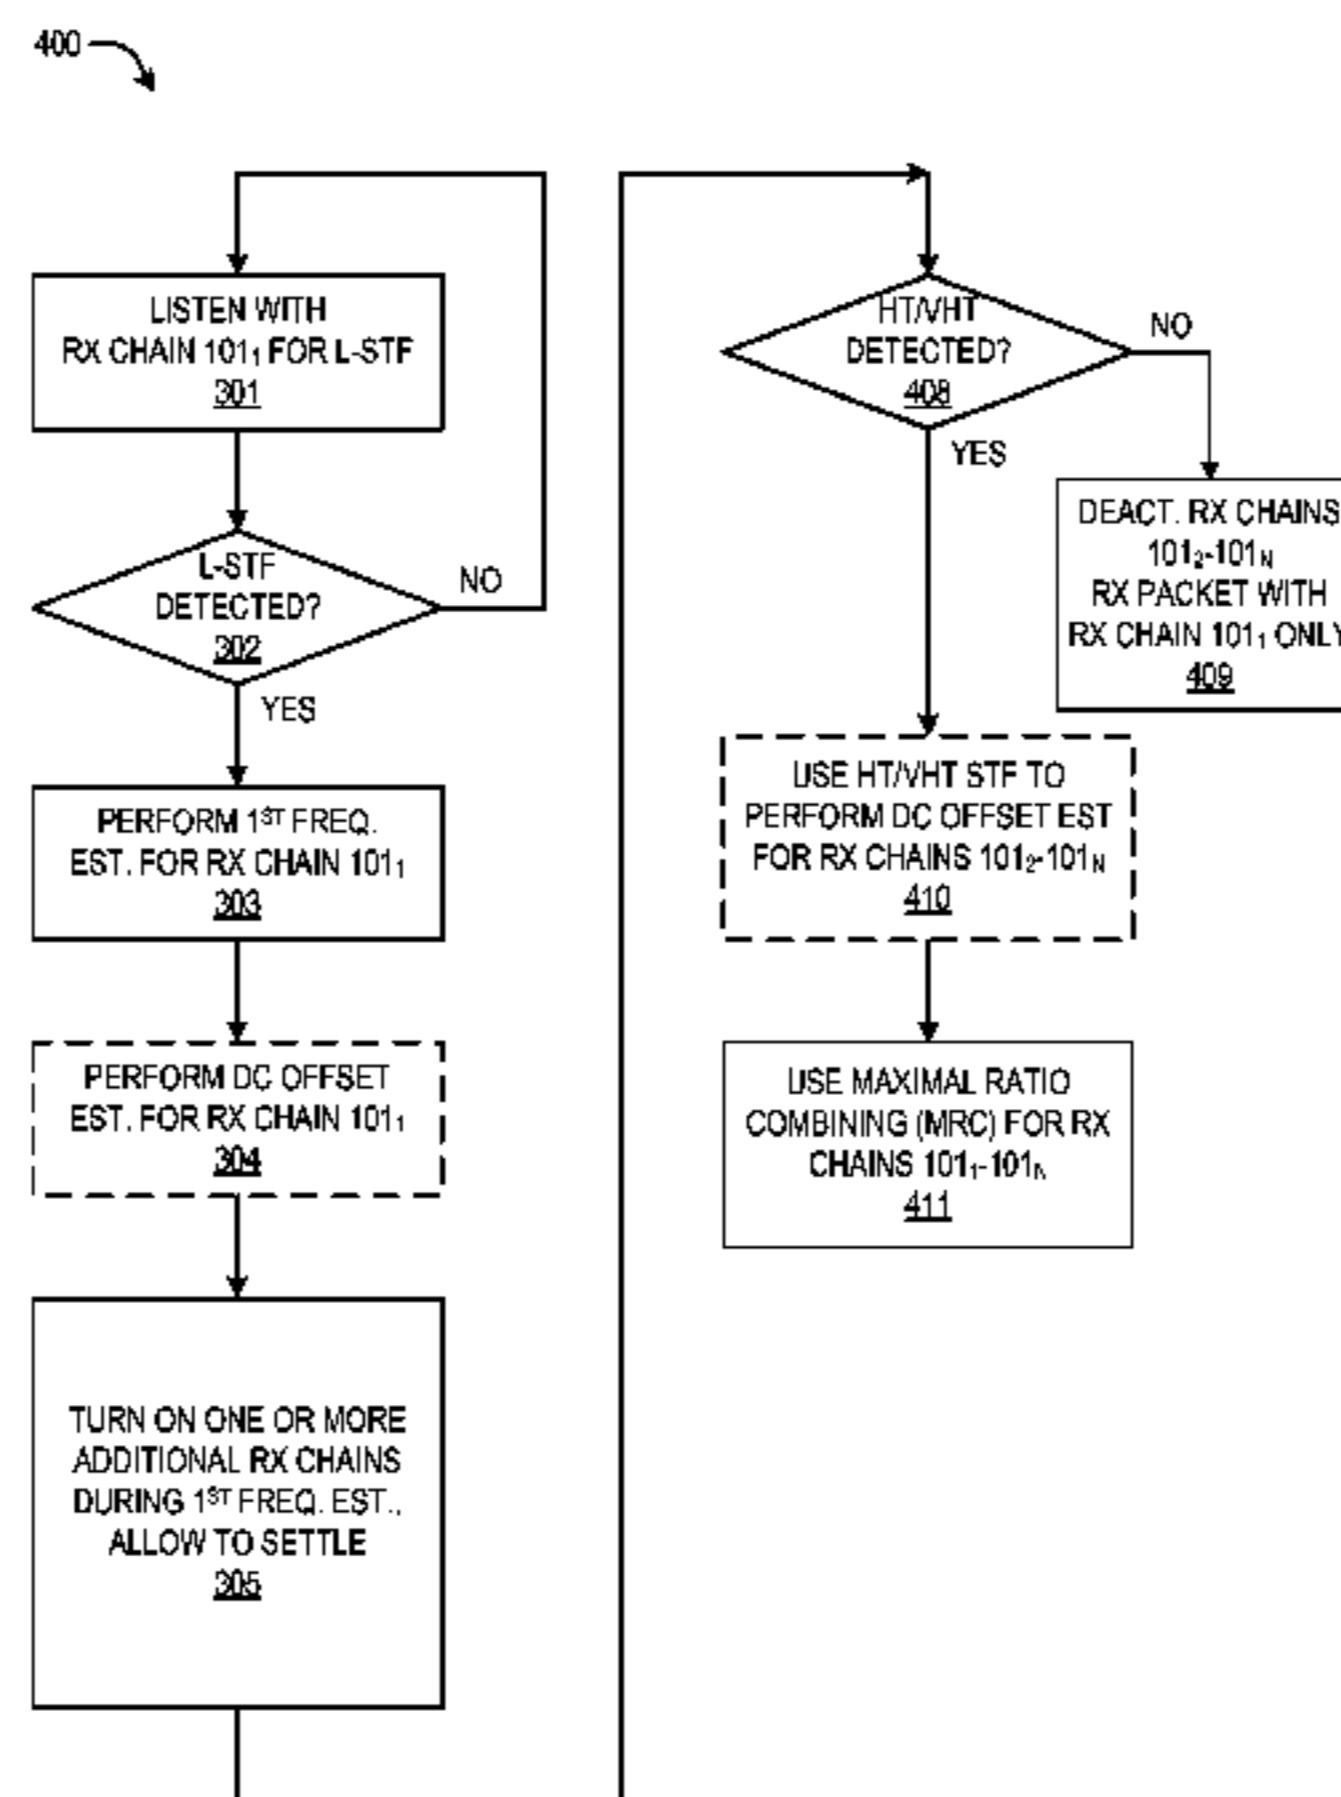 400
LISTEN WITH
RX CHAIN 101₁ FOR L-STF
301
L-STF
DETECTED?
302
NO
YES
PERFORM 1ST FREQ.
EST. FOR RX CHAIN 101₁
303
PERFORM DC OFFSET
EST. FOR RX CHAIN 101₁
304
TURN ON ONE OR MORE
ADDITIONAL RX CHAINS
DURING 1ST FREQ. EST.,
ALLOW TO SETTLE
305
HT/VHT
DETECTED?
408
NO
YES
DEACT. RX CHAINS
101₂-101N
RX PACKET WITH
RX CHAIN 101₁ ONLY
409
USE HT/VHT STF TO
PERFORM DC OFFSET EST
FOR RX CHAINS 101₂-101N
410
USE MAXIMAL RATIO
COMBINING (MRC) FOR RX
CHAINS 101₁-101N
411